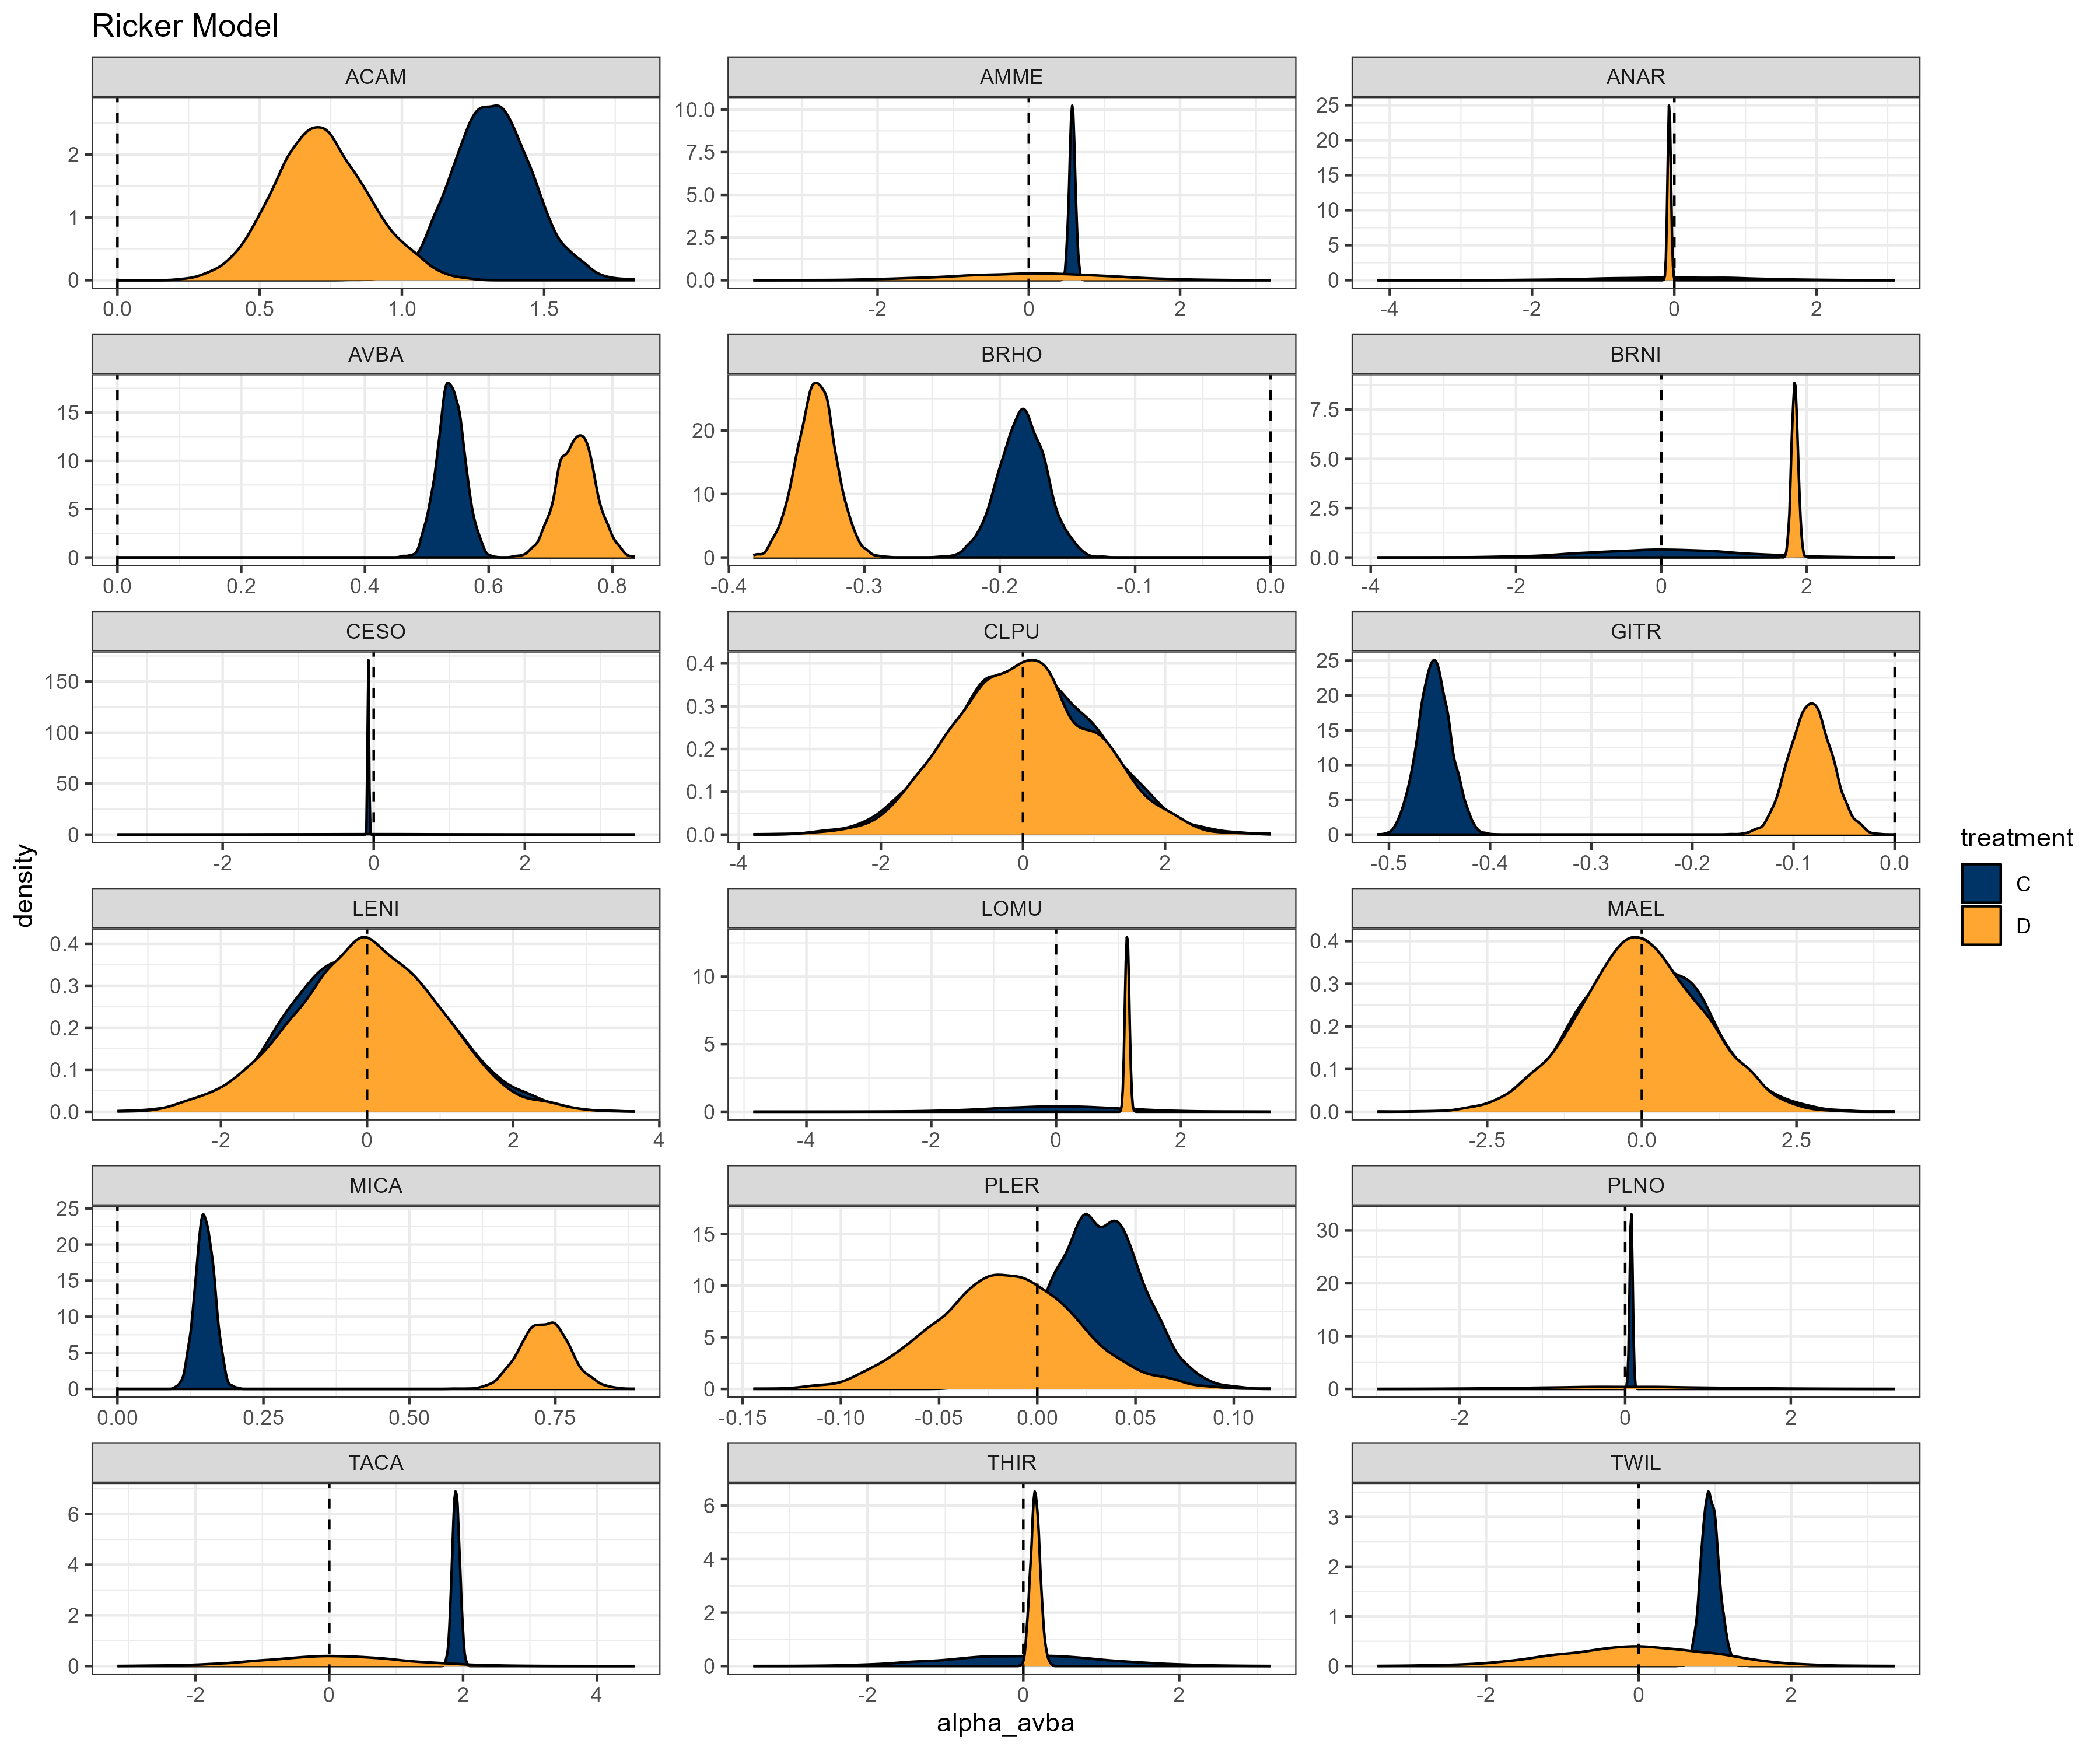 Ricker Model
ACAM AMME ANAR
2 1 0
0.0 0.5 1.0 1.5
10.0 7.5 5.0 2.5 0.0
-2 0 2
25 20 15 10 5 0
-4 -2 0 2
AVBA BRHO BRNI
15 10 5 0
0.0 0.2 0.4 0.6 0.8
20 10 0
-0.4 -0.3 -0.2 -0.1 0.0
7.5 5.0 2.5 0.0
-4 -2 0 2
CESO CLPU GITR
150 100 50 0
-2 0 2
0.4 0.3 0.2 0.1 0.0
-4 -2 0 2
25 20 15 10 5 0
-0.5 -0.4 -0.3 -0.2 -0.1 0.0
LENI LOMU MAEL
0.4 0.3 0.2 0.1 0.0
-2 0 2 4
10 5 0
-4 -2 0 2
0.4 0.3 0.2 0.1 0.0
-2.5 0.0 2.5
MICA PLER PLNO
25 20 15 10 5 0
0.00 0.25 0.50 0.75
15 10 5 0
-0.15 -0.10 -0.05 0.00 0.05 0.10
30 20 10 0
-2 0 2
TACA THIR TWIL
6 4 2 0
-2 0 2 4
6 4 2 0
-2 0 2
3 2 1 0
-2 0 2
density
alpha_avba
treatment
C
D